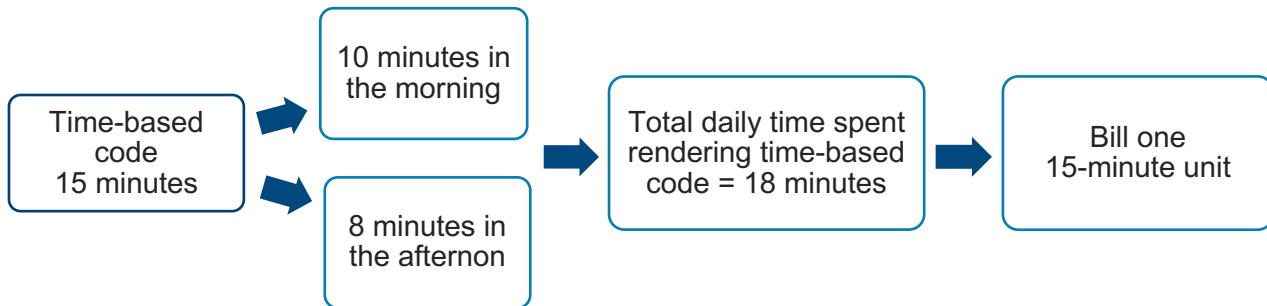 Time-based
code
15 minutes
10 minutes in
the morning
8 minutes in
the afternoon
Total daily time spent
rendering time-based
code = 18 minutes
Bill one
15-minute unit